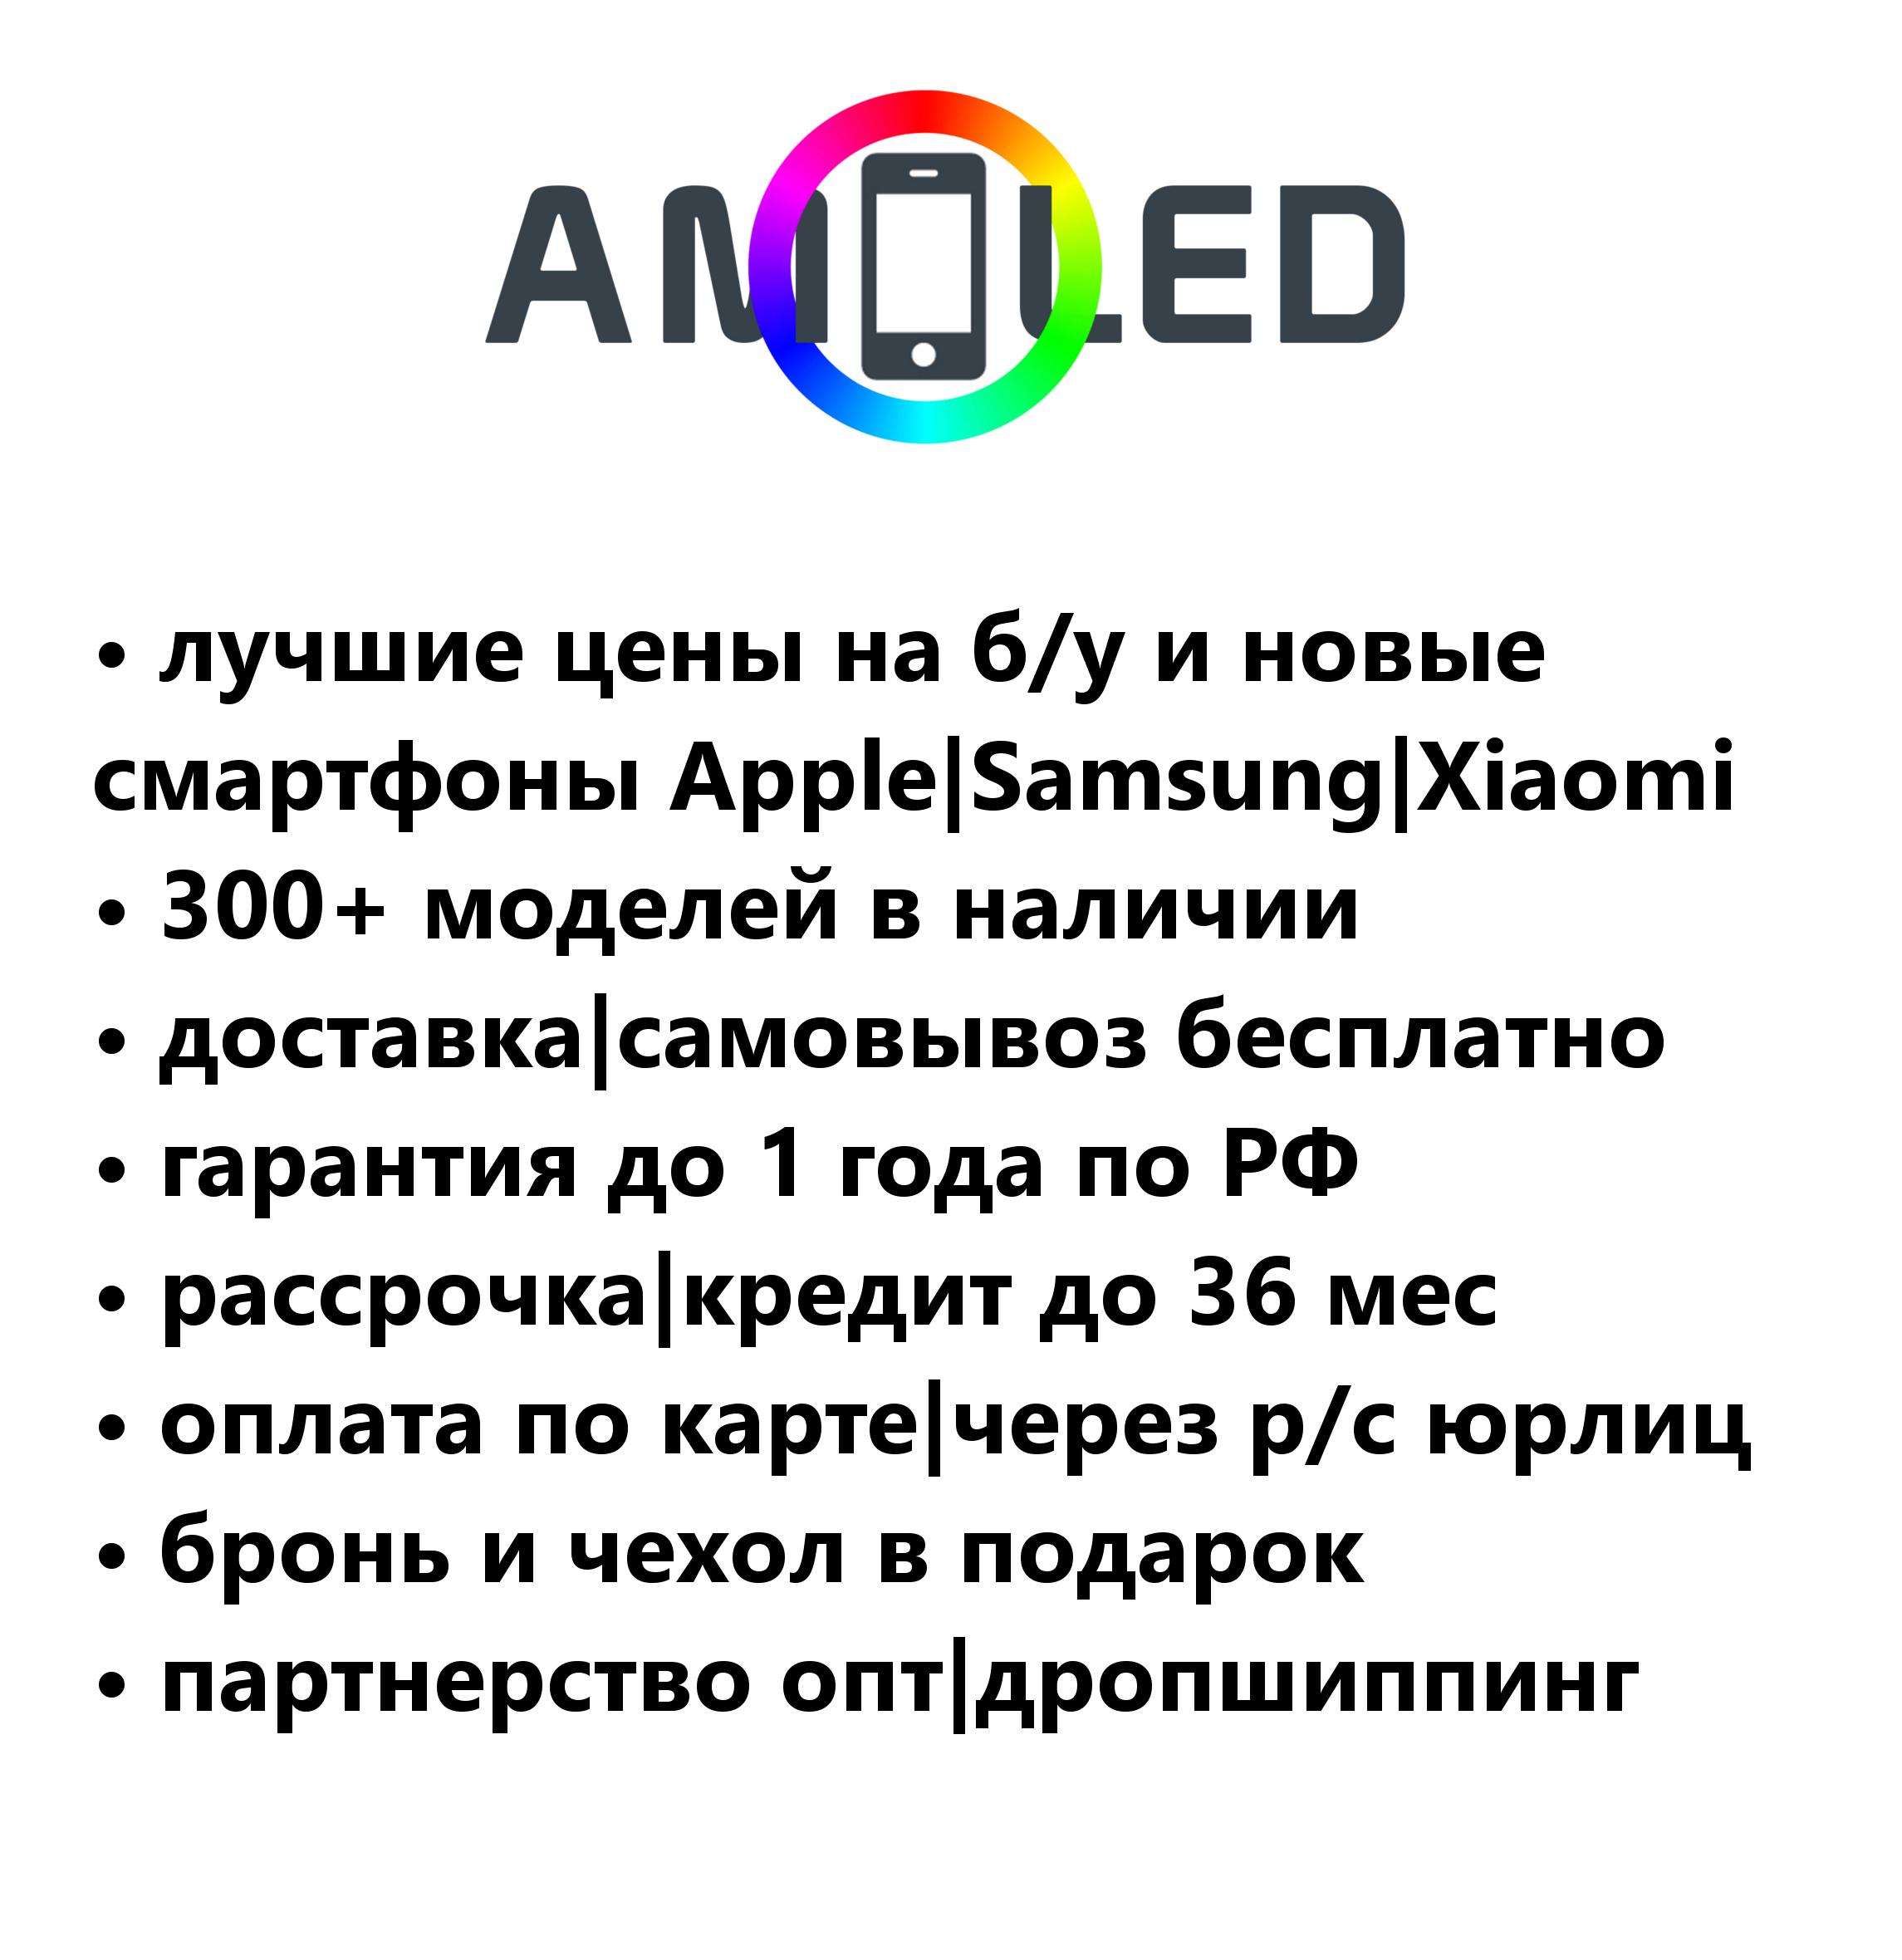 AMOLED
• лучшие цены на б/у и новые
смартфоны Apple|Samsung|Xiaomi
• 300+ моделей в наличии
• доставка|самовывоз бесплатно
• гарантия до 1 года по РФ
• рассрочка|кредит до 36 мес
• оплата по карте|через р/с юрлиц
• бронь и чехол в подарок
• партнерство опт|дропшиппинг